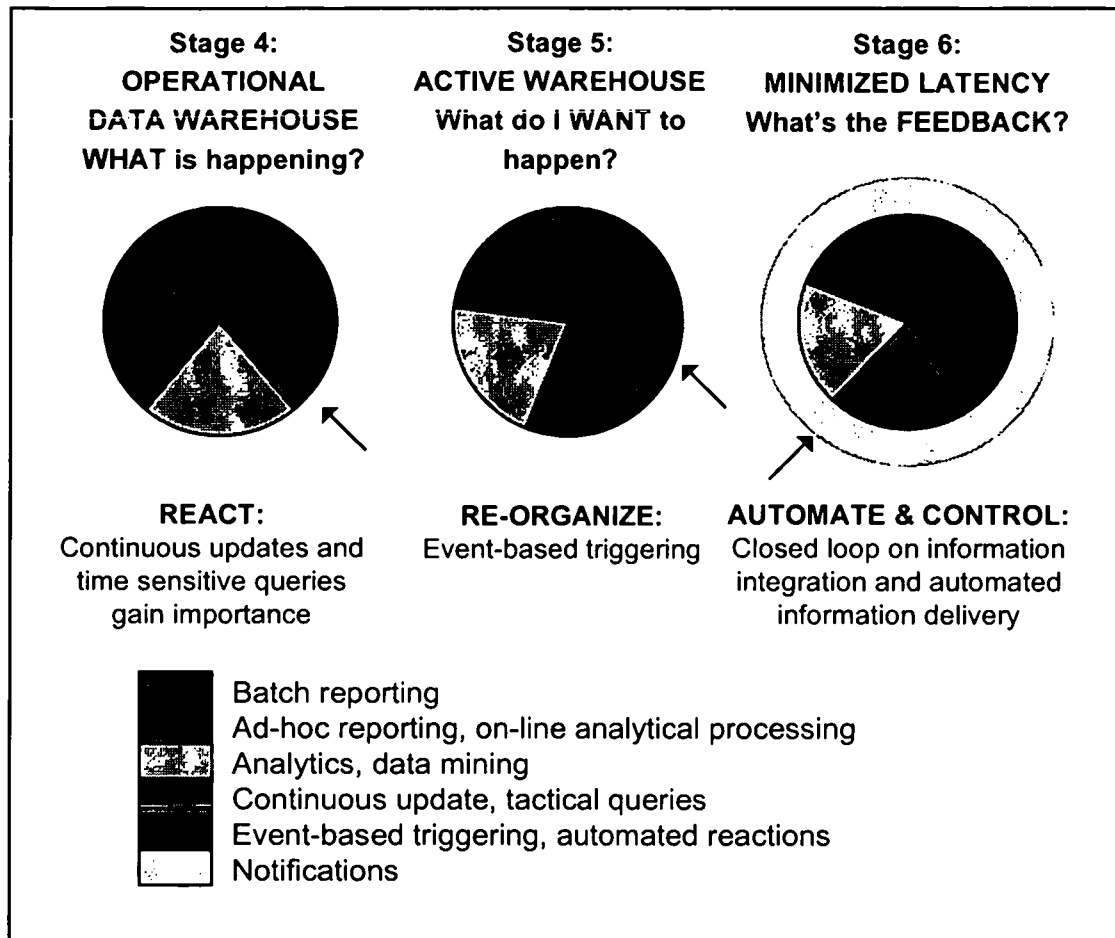 Stage 4:
OPERATIONAL
DATA WAREHOUSE
WHAT is happening?
Stage 5:
ACTIVE WAREHOUSE
What do I WANT to
happen?
Stage 6:
MINIMIZED LATENCY
What's the FEEDBACK?
REACT:
Continuous updates and
time sensitive queries
gain importance
RE-ORGANIZE:
Event-based triggering
AUTOMATE & CONTROL:
Closed loop on information
integration and automated
information delivery
Batch reporting
Ad-hoc reporting, on-line analytical processing
Analytics, data mining
Continuous update, tactical queries
Event-based triggering, automated reactions
Notifications